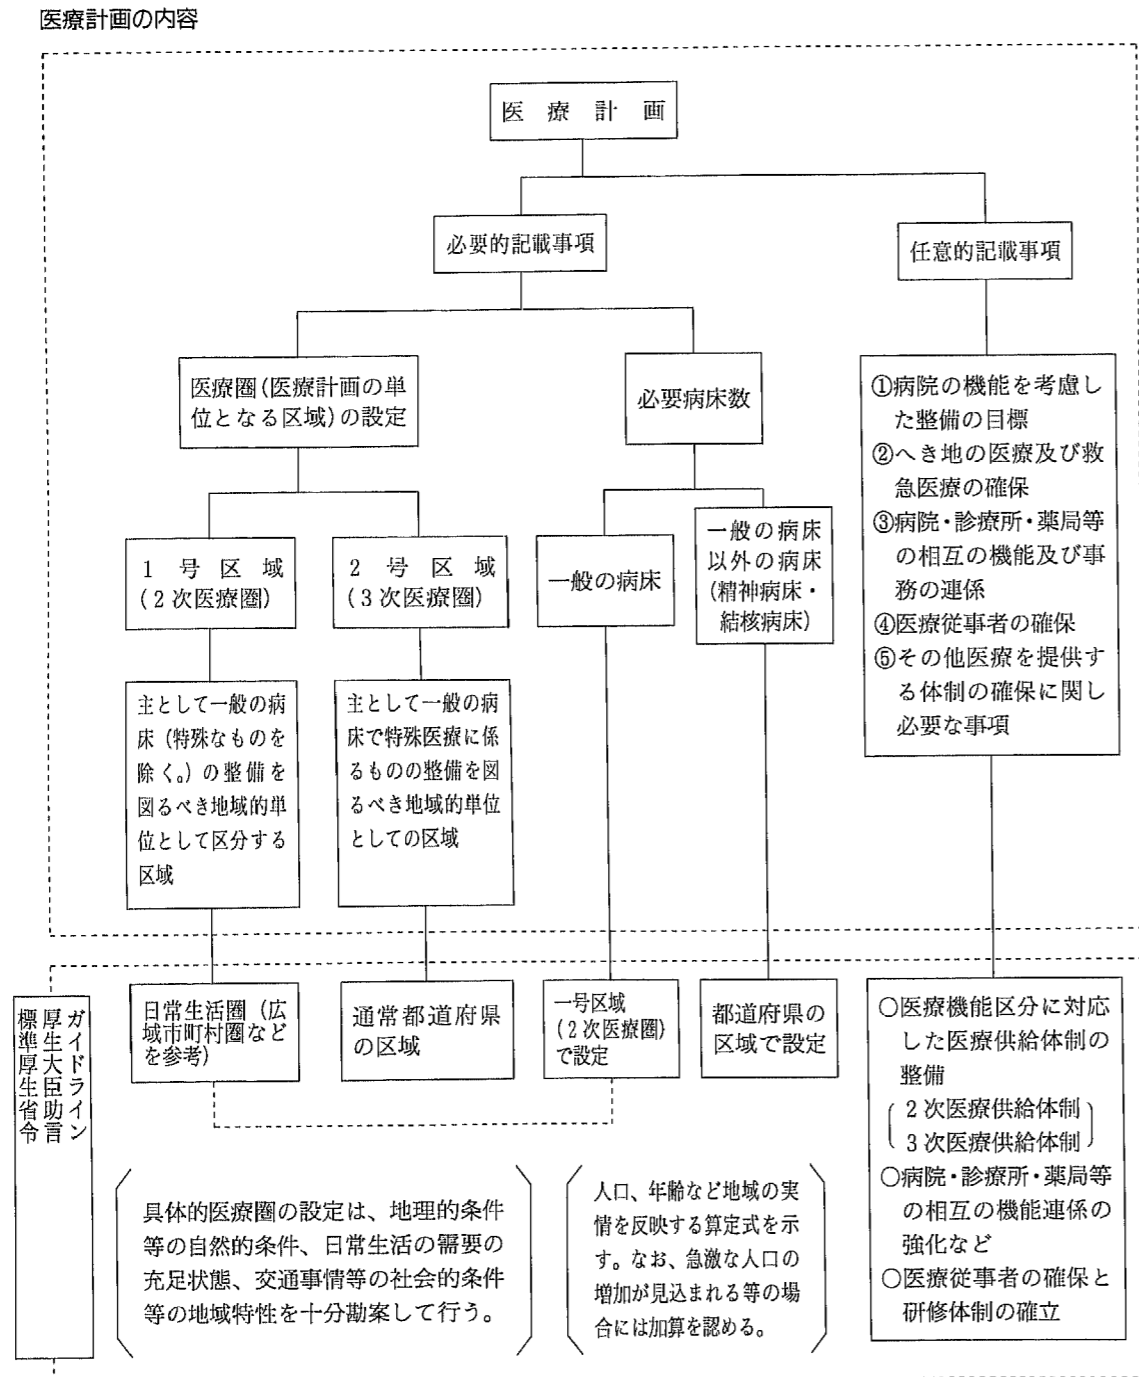 医療計画の内容
医療計画
必要的記載事項
任意的記載事項
医療圏(医療計画の単
位となる区域)の設定
必要病床数
1号区域
(2次医療圏)
2号区域
(3次医療圏)
一般の病床
一般の病床
以外の病床
(精神病床・
結核病床)
①病院の機能を考慮し
た整備の目標
②へき地の医療及び救
急医療の確保
③病院・診療所・薬局等
の相互の機能及び事
務の連係
④医療従事者の確保
⑤その他医療を提供す
る体制の確保に関し
必要な事項
主として一般の病
床(特殊なものを
除く。)の整備を
図るべき地域的単
位として区分する
区域
主として一般の病
床で特殊医療に係
るものの整備を図
るべき地域的単位
としての区域
ガイドライン
厚生大臣助言
標準厚生省令
日常生活圏(広
域市町村圏など
を参考)
通常都道府県
の区域
一号区域
(2次医療圏)
で設定
都道府県の
区域で設定
○医療機能区分に対応
した医療供給体制の
整備
(2次医療供給体制
3次医療供給体制)
○病院・診療所・薬局等
の相互の機能連係の
強化など
○医療従事者の確保と
研修体制の確立
(具体的医療圏の設定は、地理的条件
等の自然的条件、日常生活の需要の
充足状態、交通事情等の社会的条件
等の地域特性を十分勘案して行う。)
(人口、年齢など地域の実
情を反映する算定式を示
す。なお、急激な人口の
増加が見込まれる等の場
合には加算を認める。)